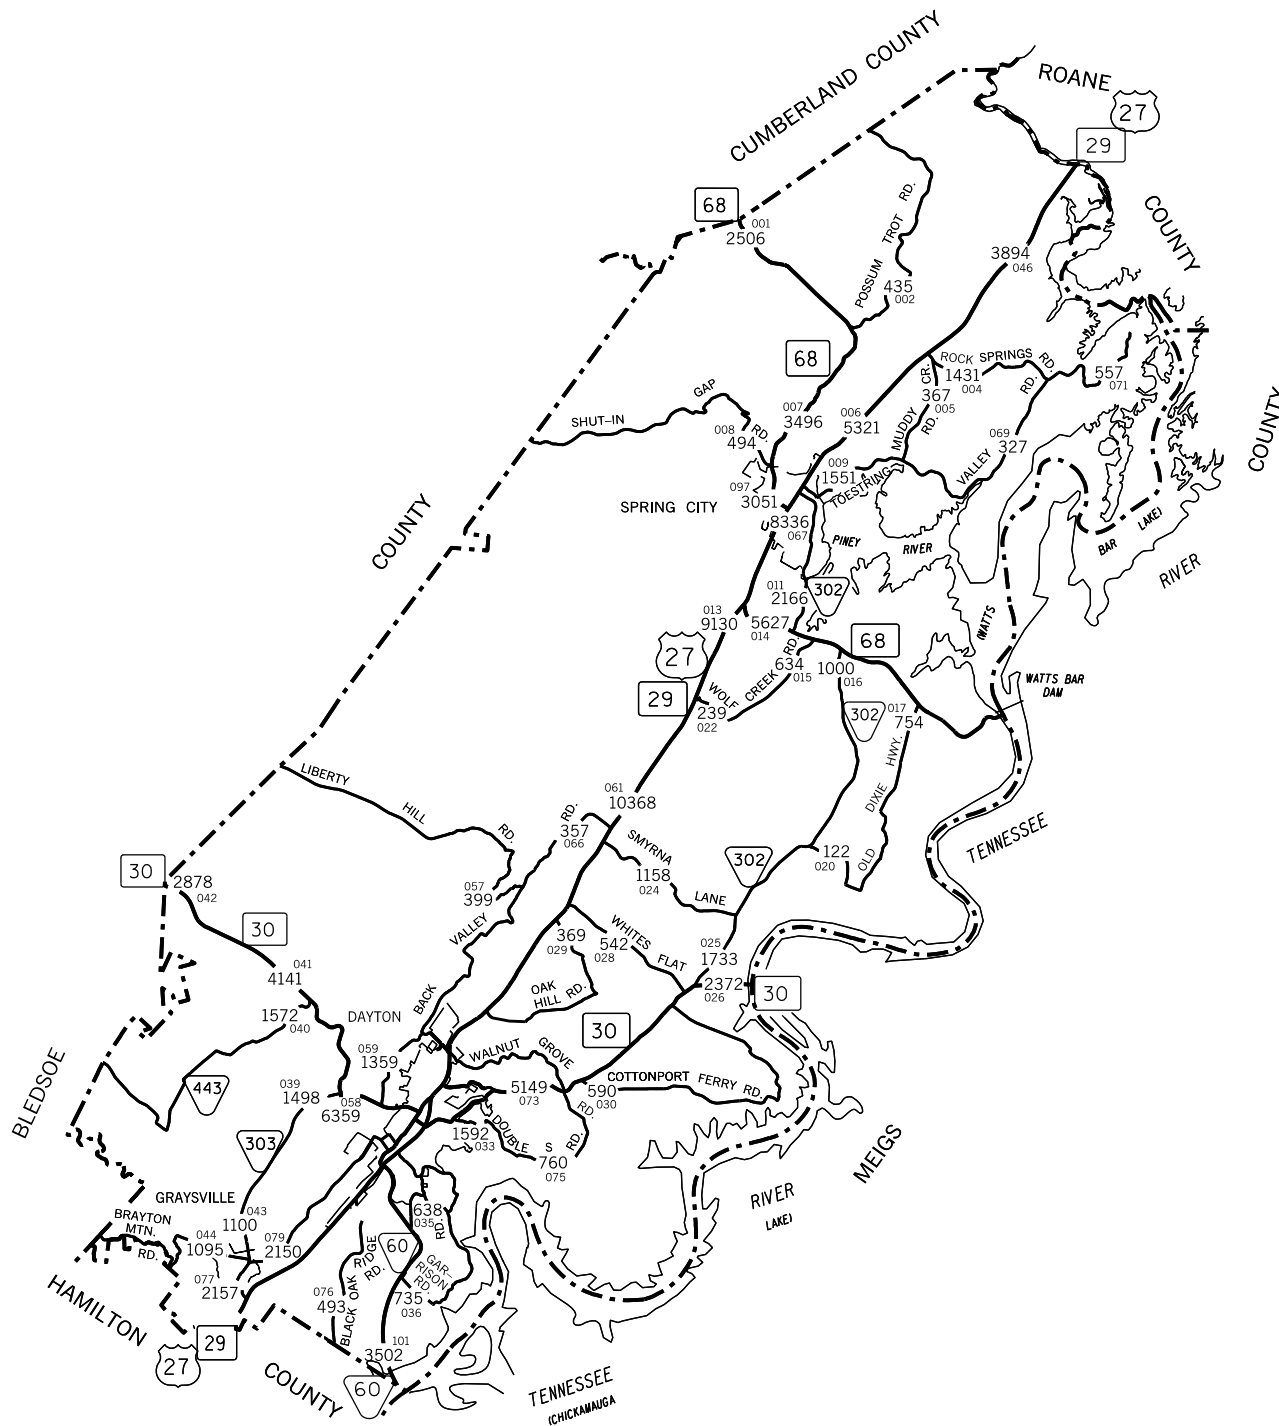 CUMBERLAND COUNTY
ROANE
27
29
COUNTY
68
001
2506
POSSUM TROT RD.
435
002
3894
046
68
ROCK SPRINGS RD.
1431
004
557
071
367
005
MUDDY CR. RD.
RD.
SHUT-IN GAP RD.
007
3496
008
494
006
5321
009
1551
TOESTRING
VALLEY
069
327
COUNTY
097
3051
SPRING CITY
8336
067
PINEY RIVER
BAR LAKE)
RIVER
COUNTY
011
2166
302
013
9130
5627
014
(WATTS
27
68
634
015
1000
016
WOLF CREEK RD.
29
239
022
302
017
754
WATTS BAR
DAM
LIBERTY HILL RD.
061
10368
OLD DIXIE HWY.
RD.
357
066
SMYRNA LANE
1158
024
302
122
020
TENNESSEE
30
2878
042
057
399
VALLEY
BACK
30
WHITES FLAT
369
029
542
028
025
1733
041
4141
2372
026
30
OAK
HILL RD.
1572
040
DAYTON
30
059
1359
WALNUT GROVE
RD.
BLEDSOE
443
039
1498
058
6359
5149
073
590
030
COTTONPORT FERRY RD.
303
1592
033
DOUBLE S RD.
760
075
MEIGS
GRAYSVILLE
BRAYTON
MTN.
RD.
043
1100
044
1095
079
2150
638
035
RD.
RIVER
LAKE)
60
GAR-
RISON
RD.
BLACK OAK
RIDGE
RD.
077
2157
076
493
735
036
HAMILTON
29
27
101
3502
COUNTY
60
TENNESSEE
(CHICKAMAUGA